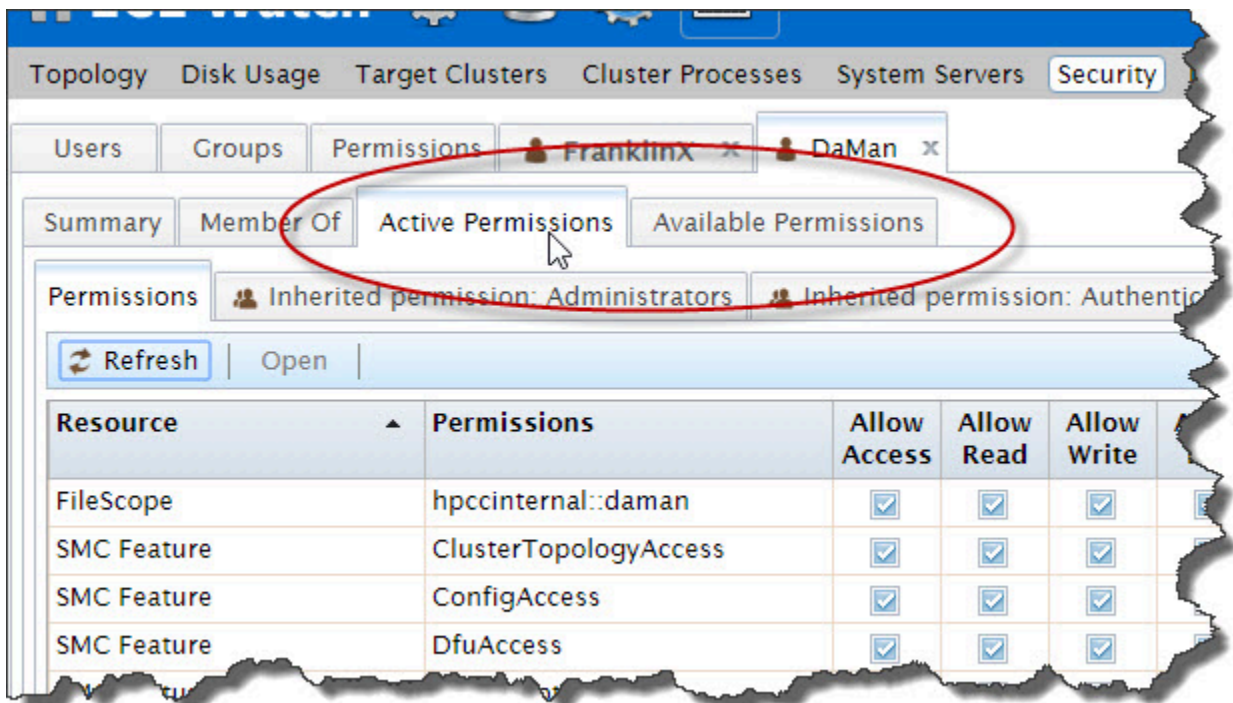 Topology Disk Usage Target Clusters Cluster Processes System Servers Security
Users Groups Permissions FranklinX x DaMan x
Summary Member Of Active Permissions Available Permissions
Permissions Inherited permission: Administrators Inherited permission:
Refresh Open
Resource Permissions Allow Access Allow Read Allow Write
FileScope hpccinternal::daman
SMC Feature ClusterTopologyAccess
SMC Feature ConfigAccess
SMC Feature DfuAccess